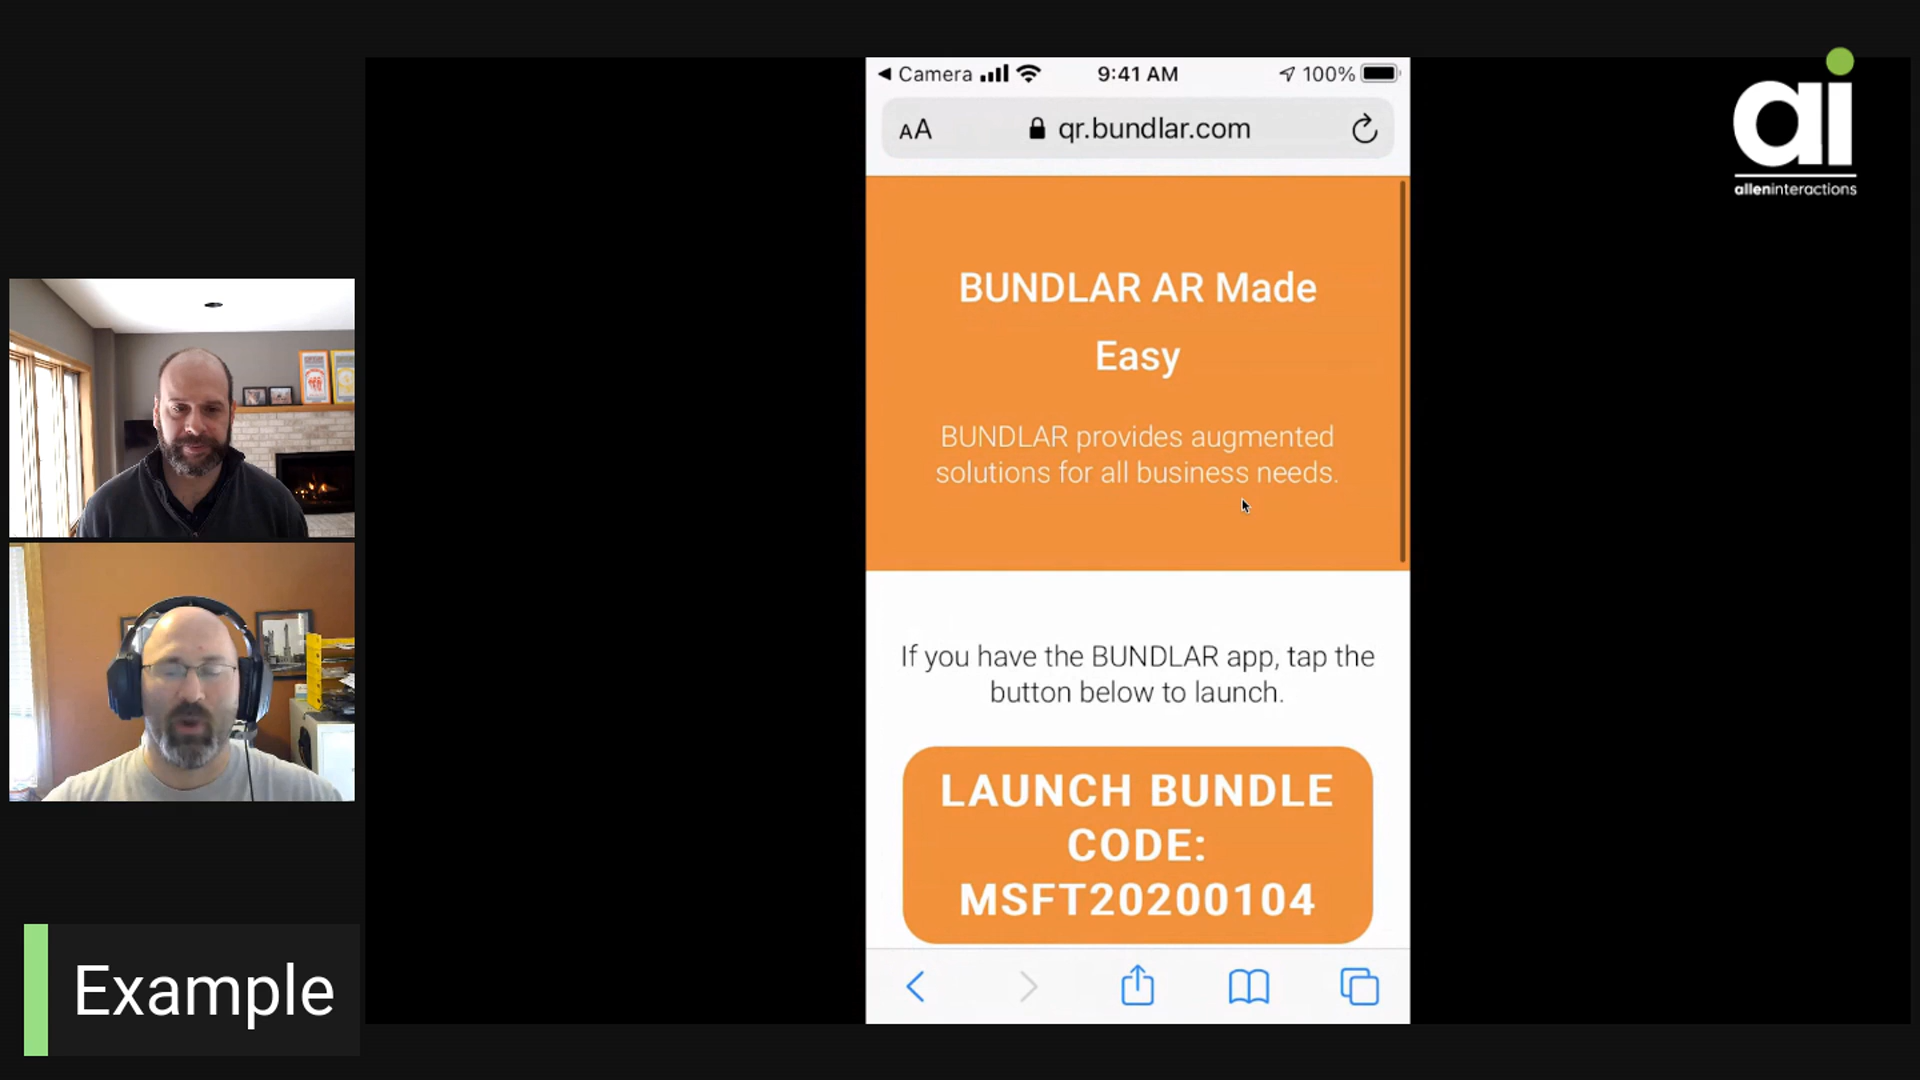 Camera 9:41 AM 100%
AA qr.bundlar.com
BUNDLAR AR Made
Easy
BUNDLAR provides augmented
solutions for all business needs.
If you have the BUNDLAR app, tap the
button below to launch.
LAUNCH BUNDLE
CODE:
MSFT20200104
ai
alleninteractions
Example